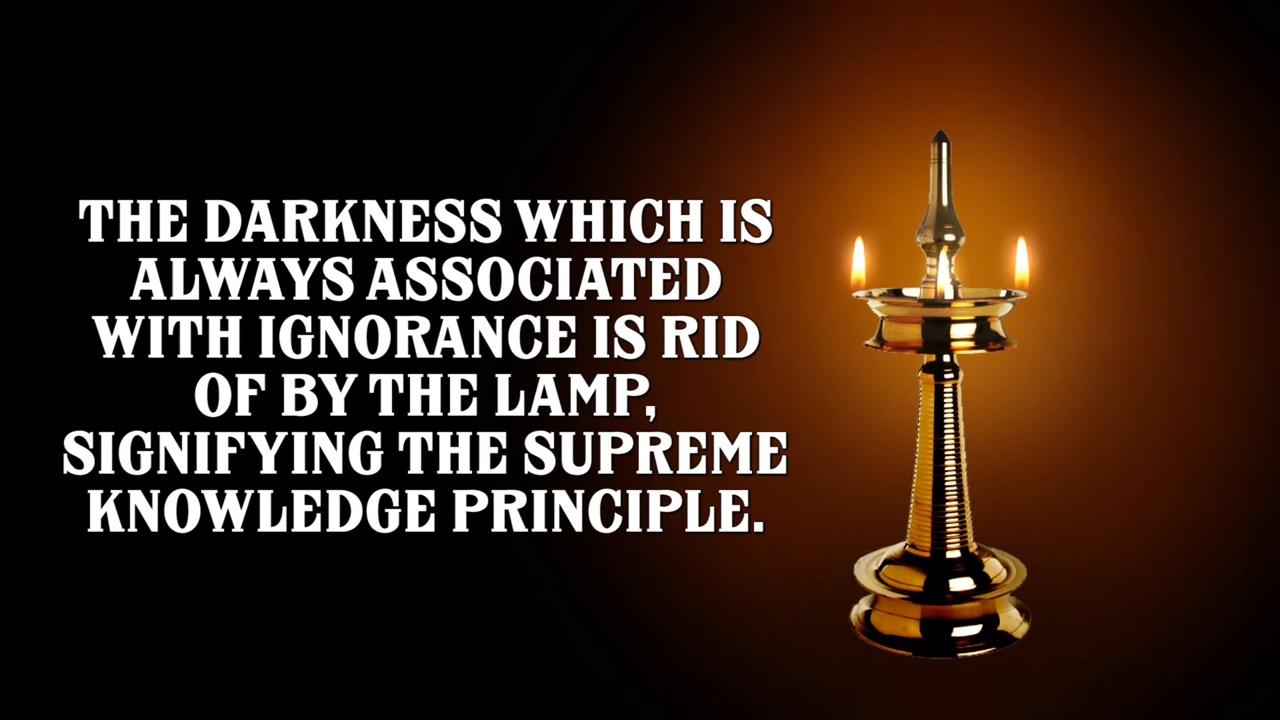 THE DARKNESS WHICH IS
ALWAYS ASSOCIATED
WITH IGNORANCE IS RID
OF BY THE LAMP,
SIGNIFYING THE SUPREME
KNOWLEDGE PRINCIPLE.